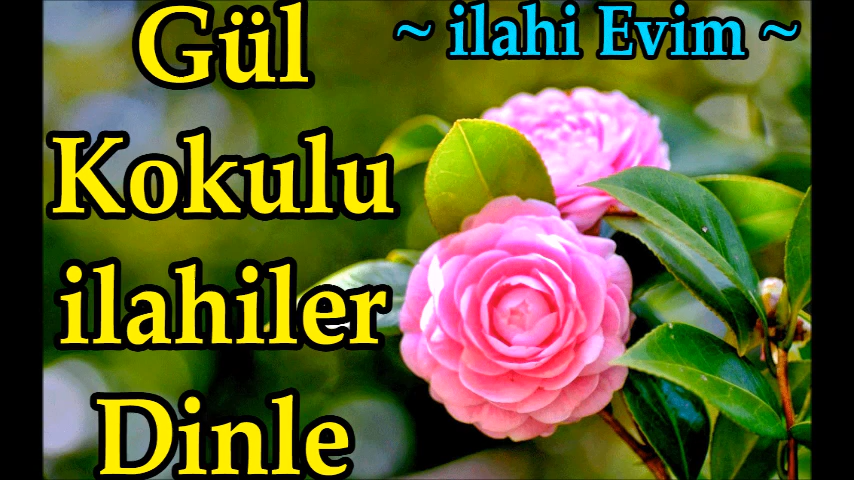 Gül
Kokulu
ilahiler
Dinle
~ ilahi Evim ~